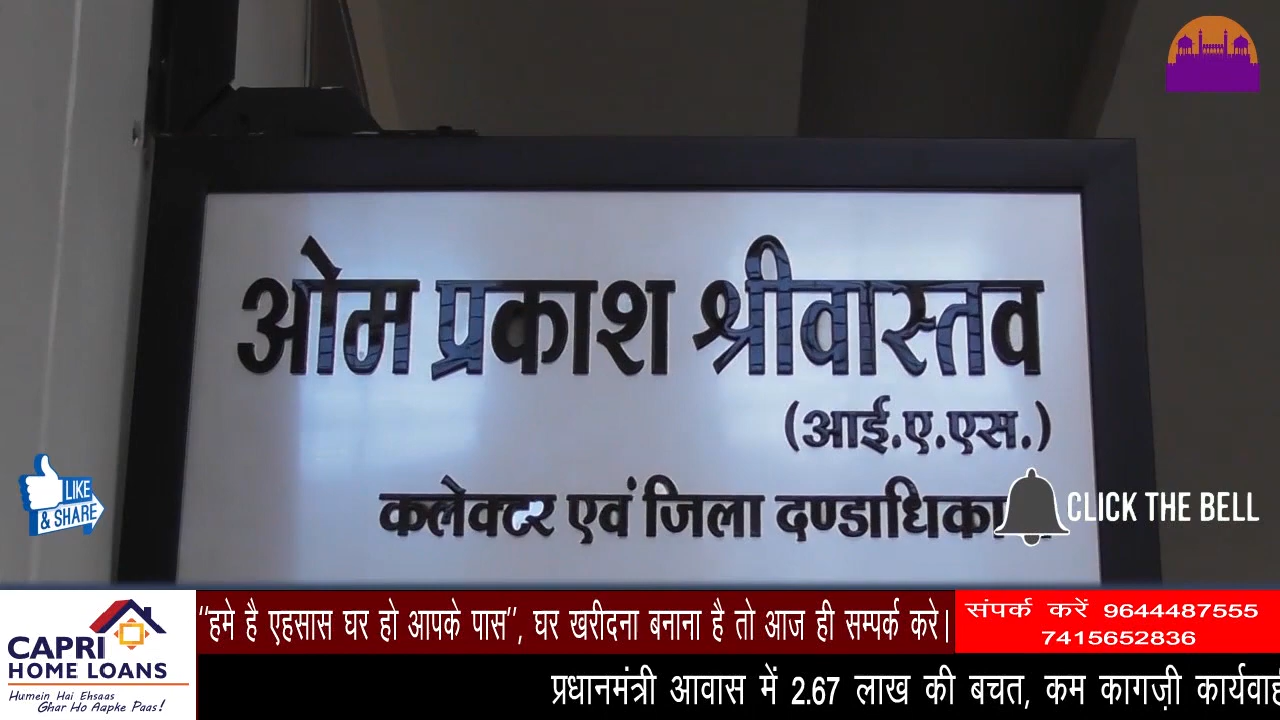 ओम प्रकाश श्रीवास्तव
(आई.ए.एस.)
कलेक्टर एवं जिला
LIKE
& SHARE
CLICK THE BELL
CAPRI
HOME LOANS
Humein Hai Ehsaas
Ghar Ho Aapke Paas!
“हमे है एहसास घर हो आपके पास”, घर खरीदना बनाना है तो आज ही सम्पर्क करे।
संपर्क करें 9644487555
7415652836
प्रधानमंत्री आवास में 2.67 लाख की बचत, कम कागज़ी